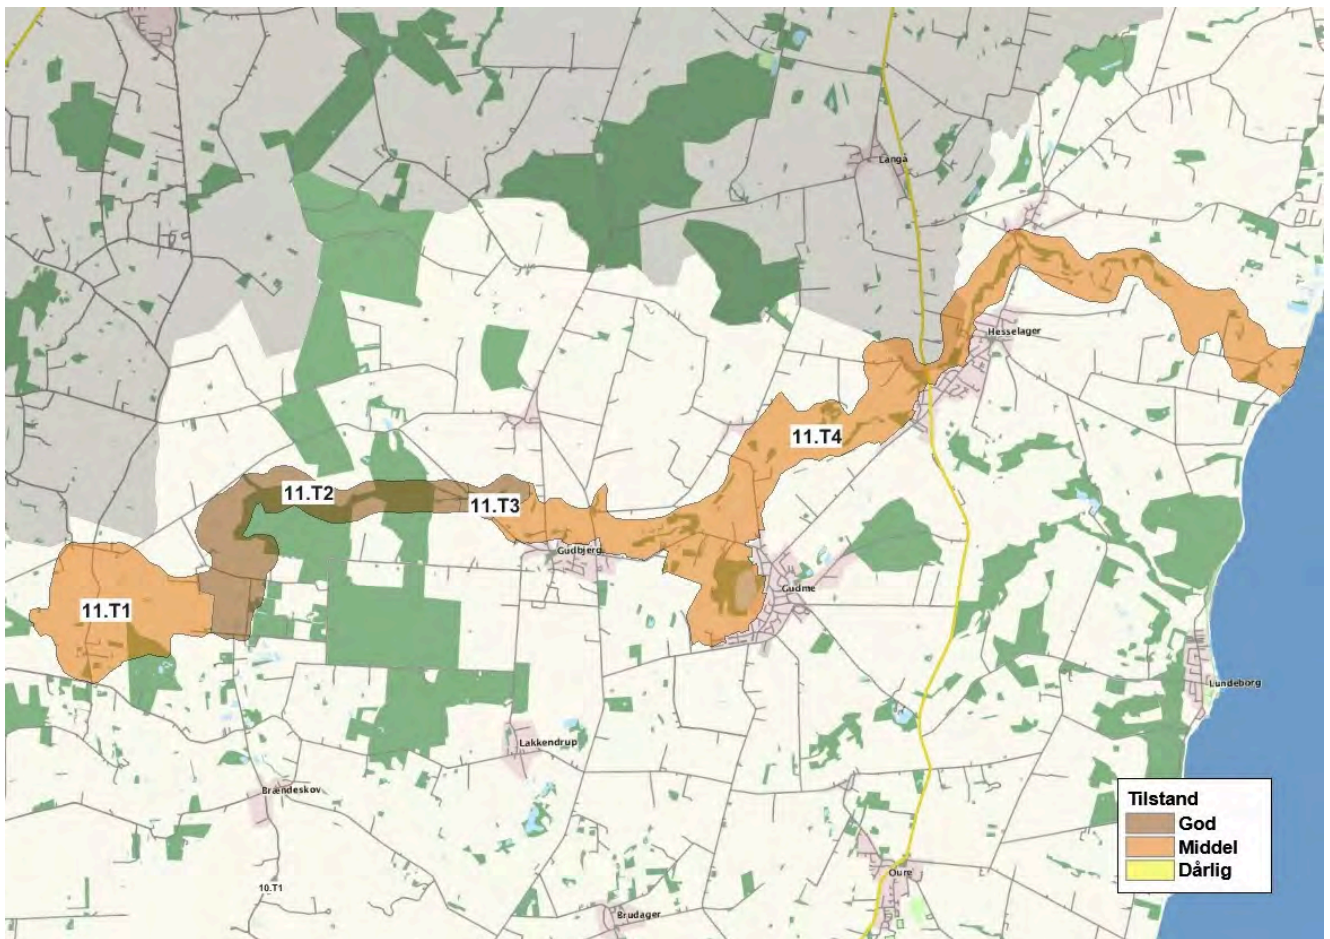 Langå
Hesselager
11.T4
11.T2
11.T3
Gudbjerg
Gudme
11.T1
Lundeborg
Lakkendrup
Brændeskov
Tilstand
God
Middel
Dårlig
Oure
10.T1
Brudager